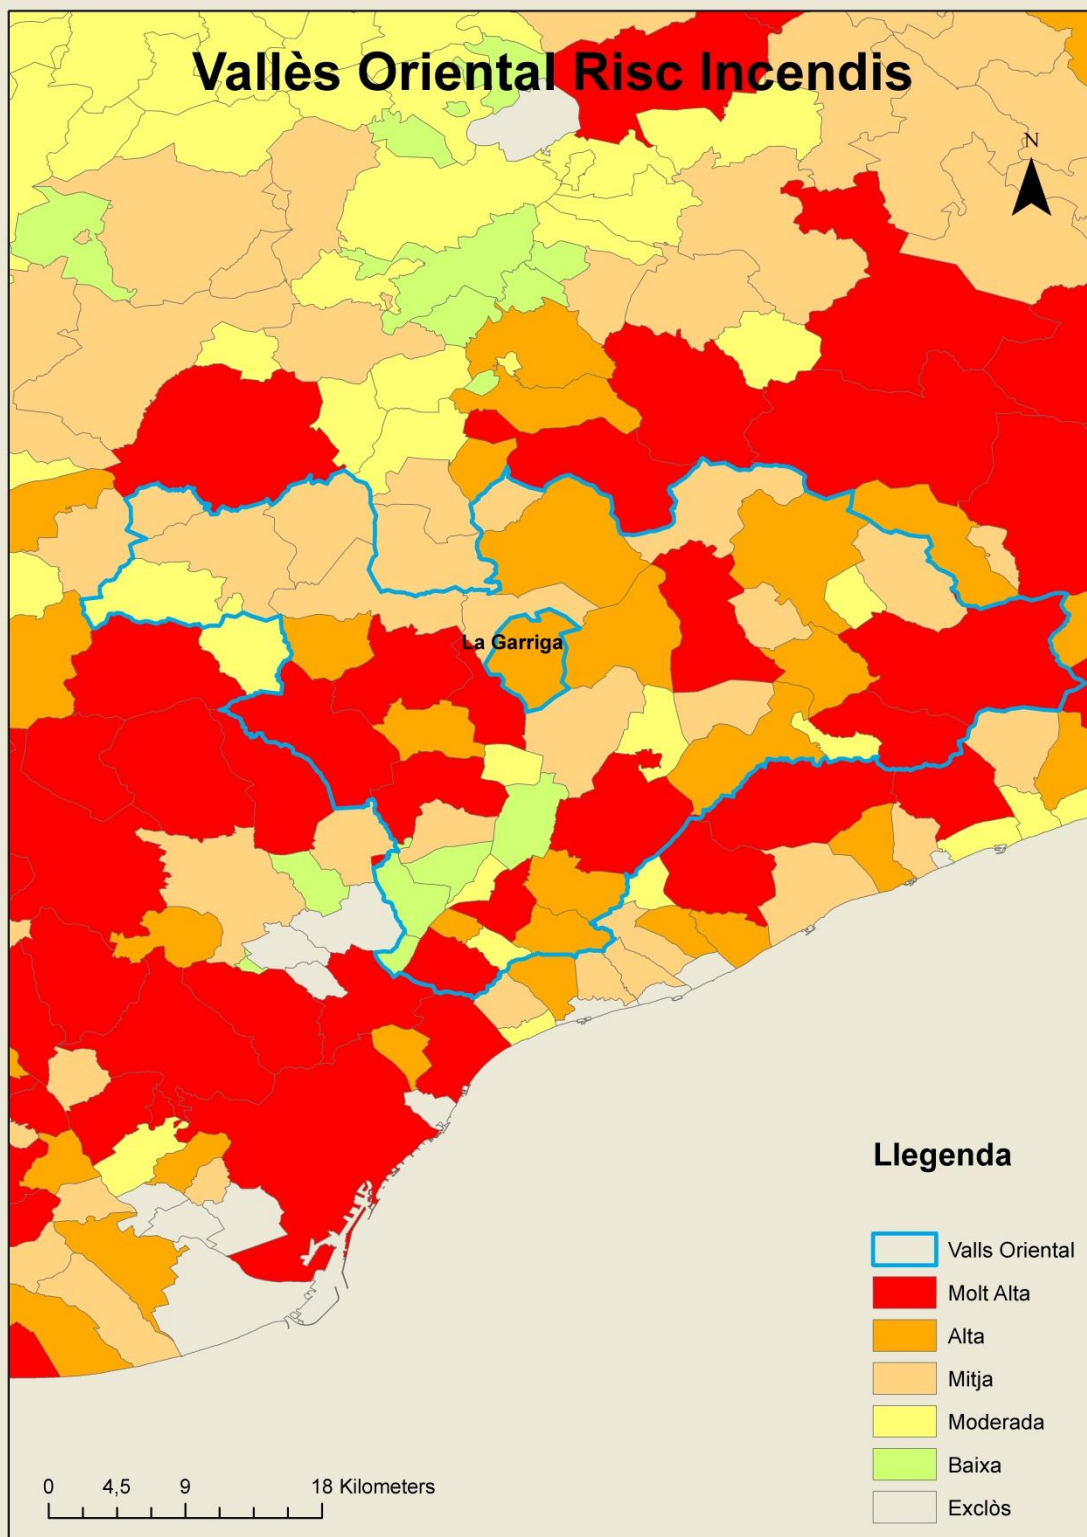 Vallès Oriental Risc Incendis
N
La Garriga
Llegenda
Valls Oriental
Molt Alta
Alta
Mitja
Moderada
Baixa
Exclòs
0 4,5 9 18 Kilometers